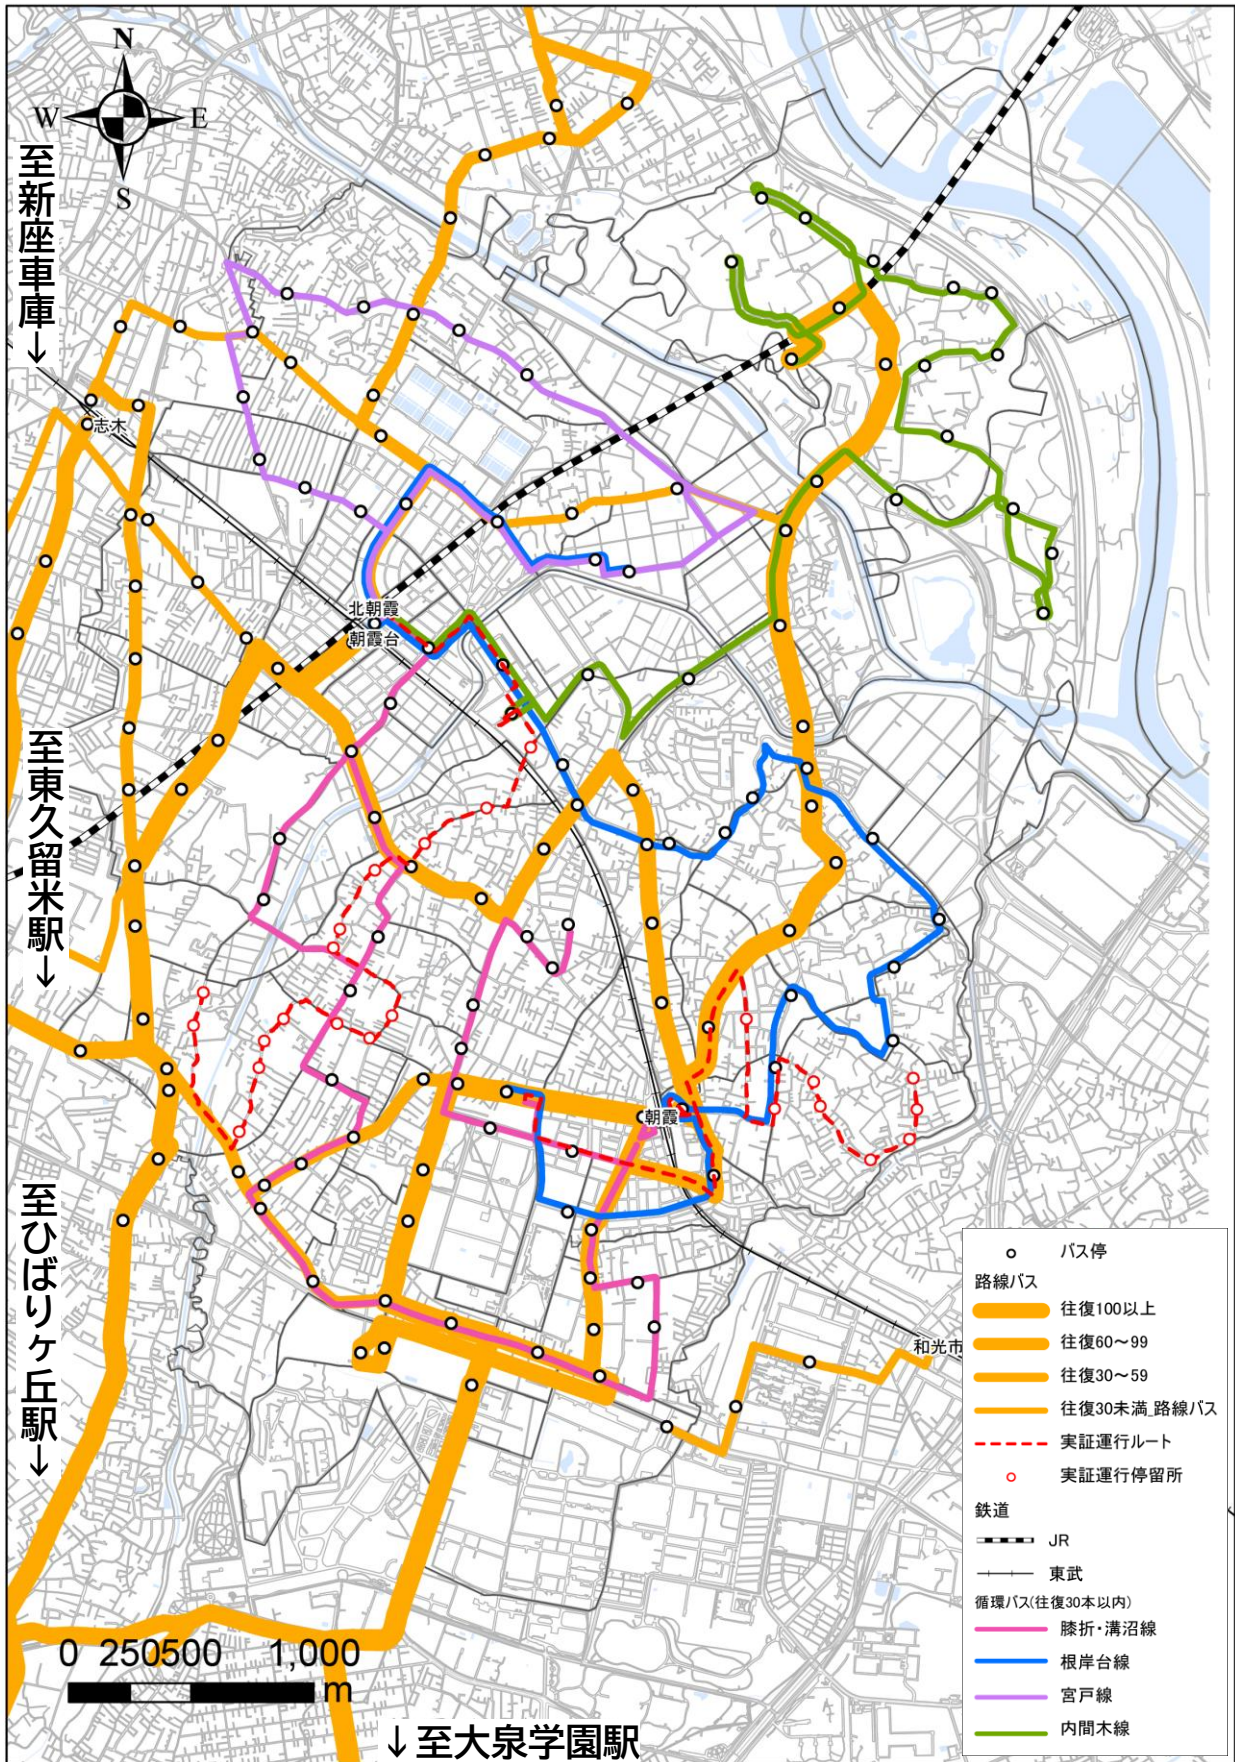 N
W E
S
至新座車庫↓
志木
北朝霞
朝霞台
至東久留米駅↓
朝霞
至ひばりヶ丘駅↓
和光市
バス停
路線バス
往復100以上
往復60～99
往復30～59
往復30未満_路線バス
実証運行ルート
実証運行停留所
鉄道
JR
東武
循環バス(往復30本以内)
膝折・溝沼線
根岸台線
宮戸線
内間木線
0 250500 1,000
m
↓至大泉学園駅